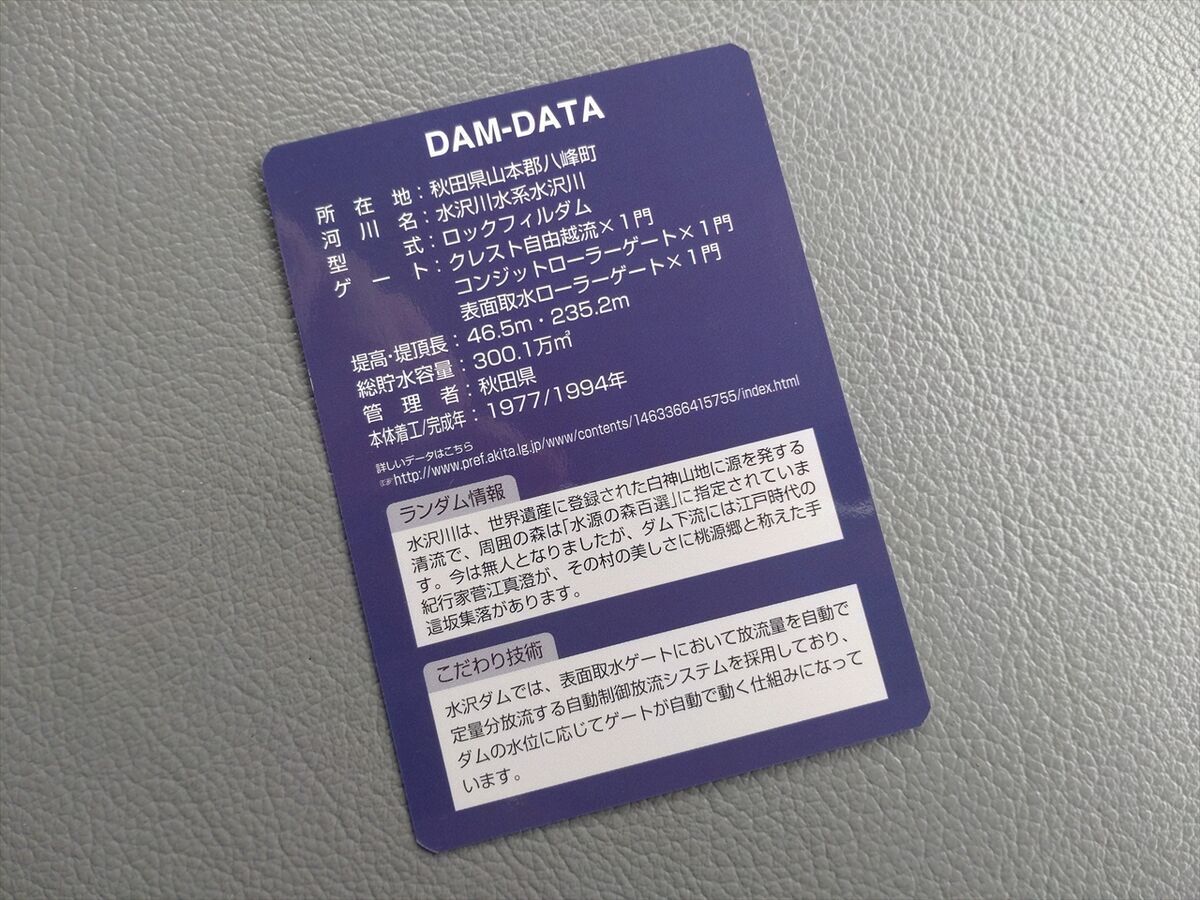 DAM-DATA
所在地：秋田県山本郡八峰町
河川名：水沢川水系水沢川
型式：ロックフィルダム
ゲート：クレスト自由越流×1門
コンジットローラーゲート×1門
表面取水ローラーゲート×1門
堤高・堤頂長：46.5m・235.2m
総貯水容量：300.1万㎥
管理者：秋田県
本体着工/完成年：1977/1994年
詳しいデータはこちら
☞http://www.pref.akita.lg.jp/www/contents/1463366415755/index.html
ランダム情報
水沢川は、世界遺産に登録された白神山地に源を発する
清流で、周囲の森は「水源の森百選」に指定されていま
す。今は無人となりましたが、ダム下流には江戸時代の
紀行家菅江真澄が、その村の美しさに桃源郷と称えた手
這坂集落があります。
こだわり技術
水沢ダムでは、表面取水ゲートにおいて放流量を自動で
定量分放流する自動制御放流システムを採用しており、
ダムの水位に応じてゲートが自動で動く仕組みになって
います。